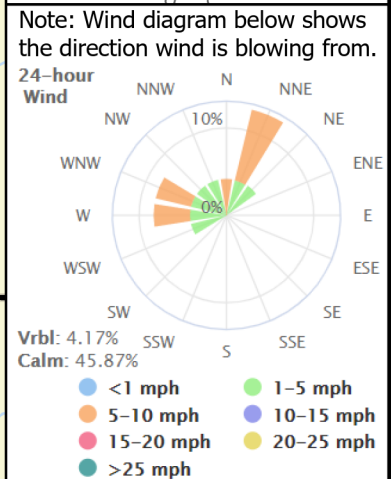 Note: Wind diagram below shows
the direction wind is blowing from.
24-hour
Wind
N
NNW
NNE
NW
10%
NE
WNW
ENE
W
0%
E
WSW
ESE
SW
SE
Vrbl: 4.17%
SSW
S
SSE
Calm: 45.87%
<1 mph
1-5 mph
5-10 mph
10-15 mph
15-20 mph
20-25 mph
>25 mph